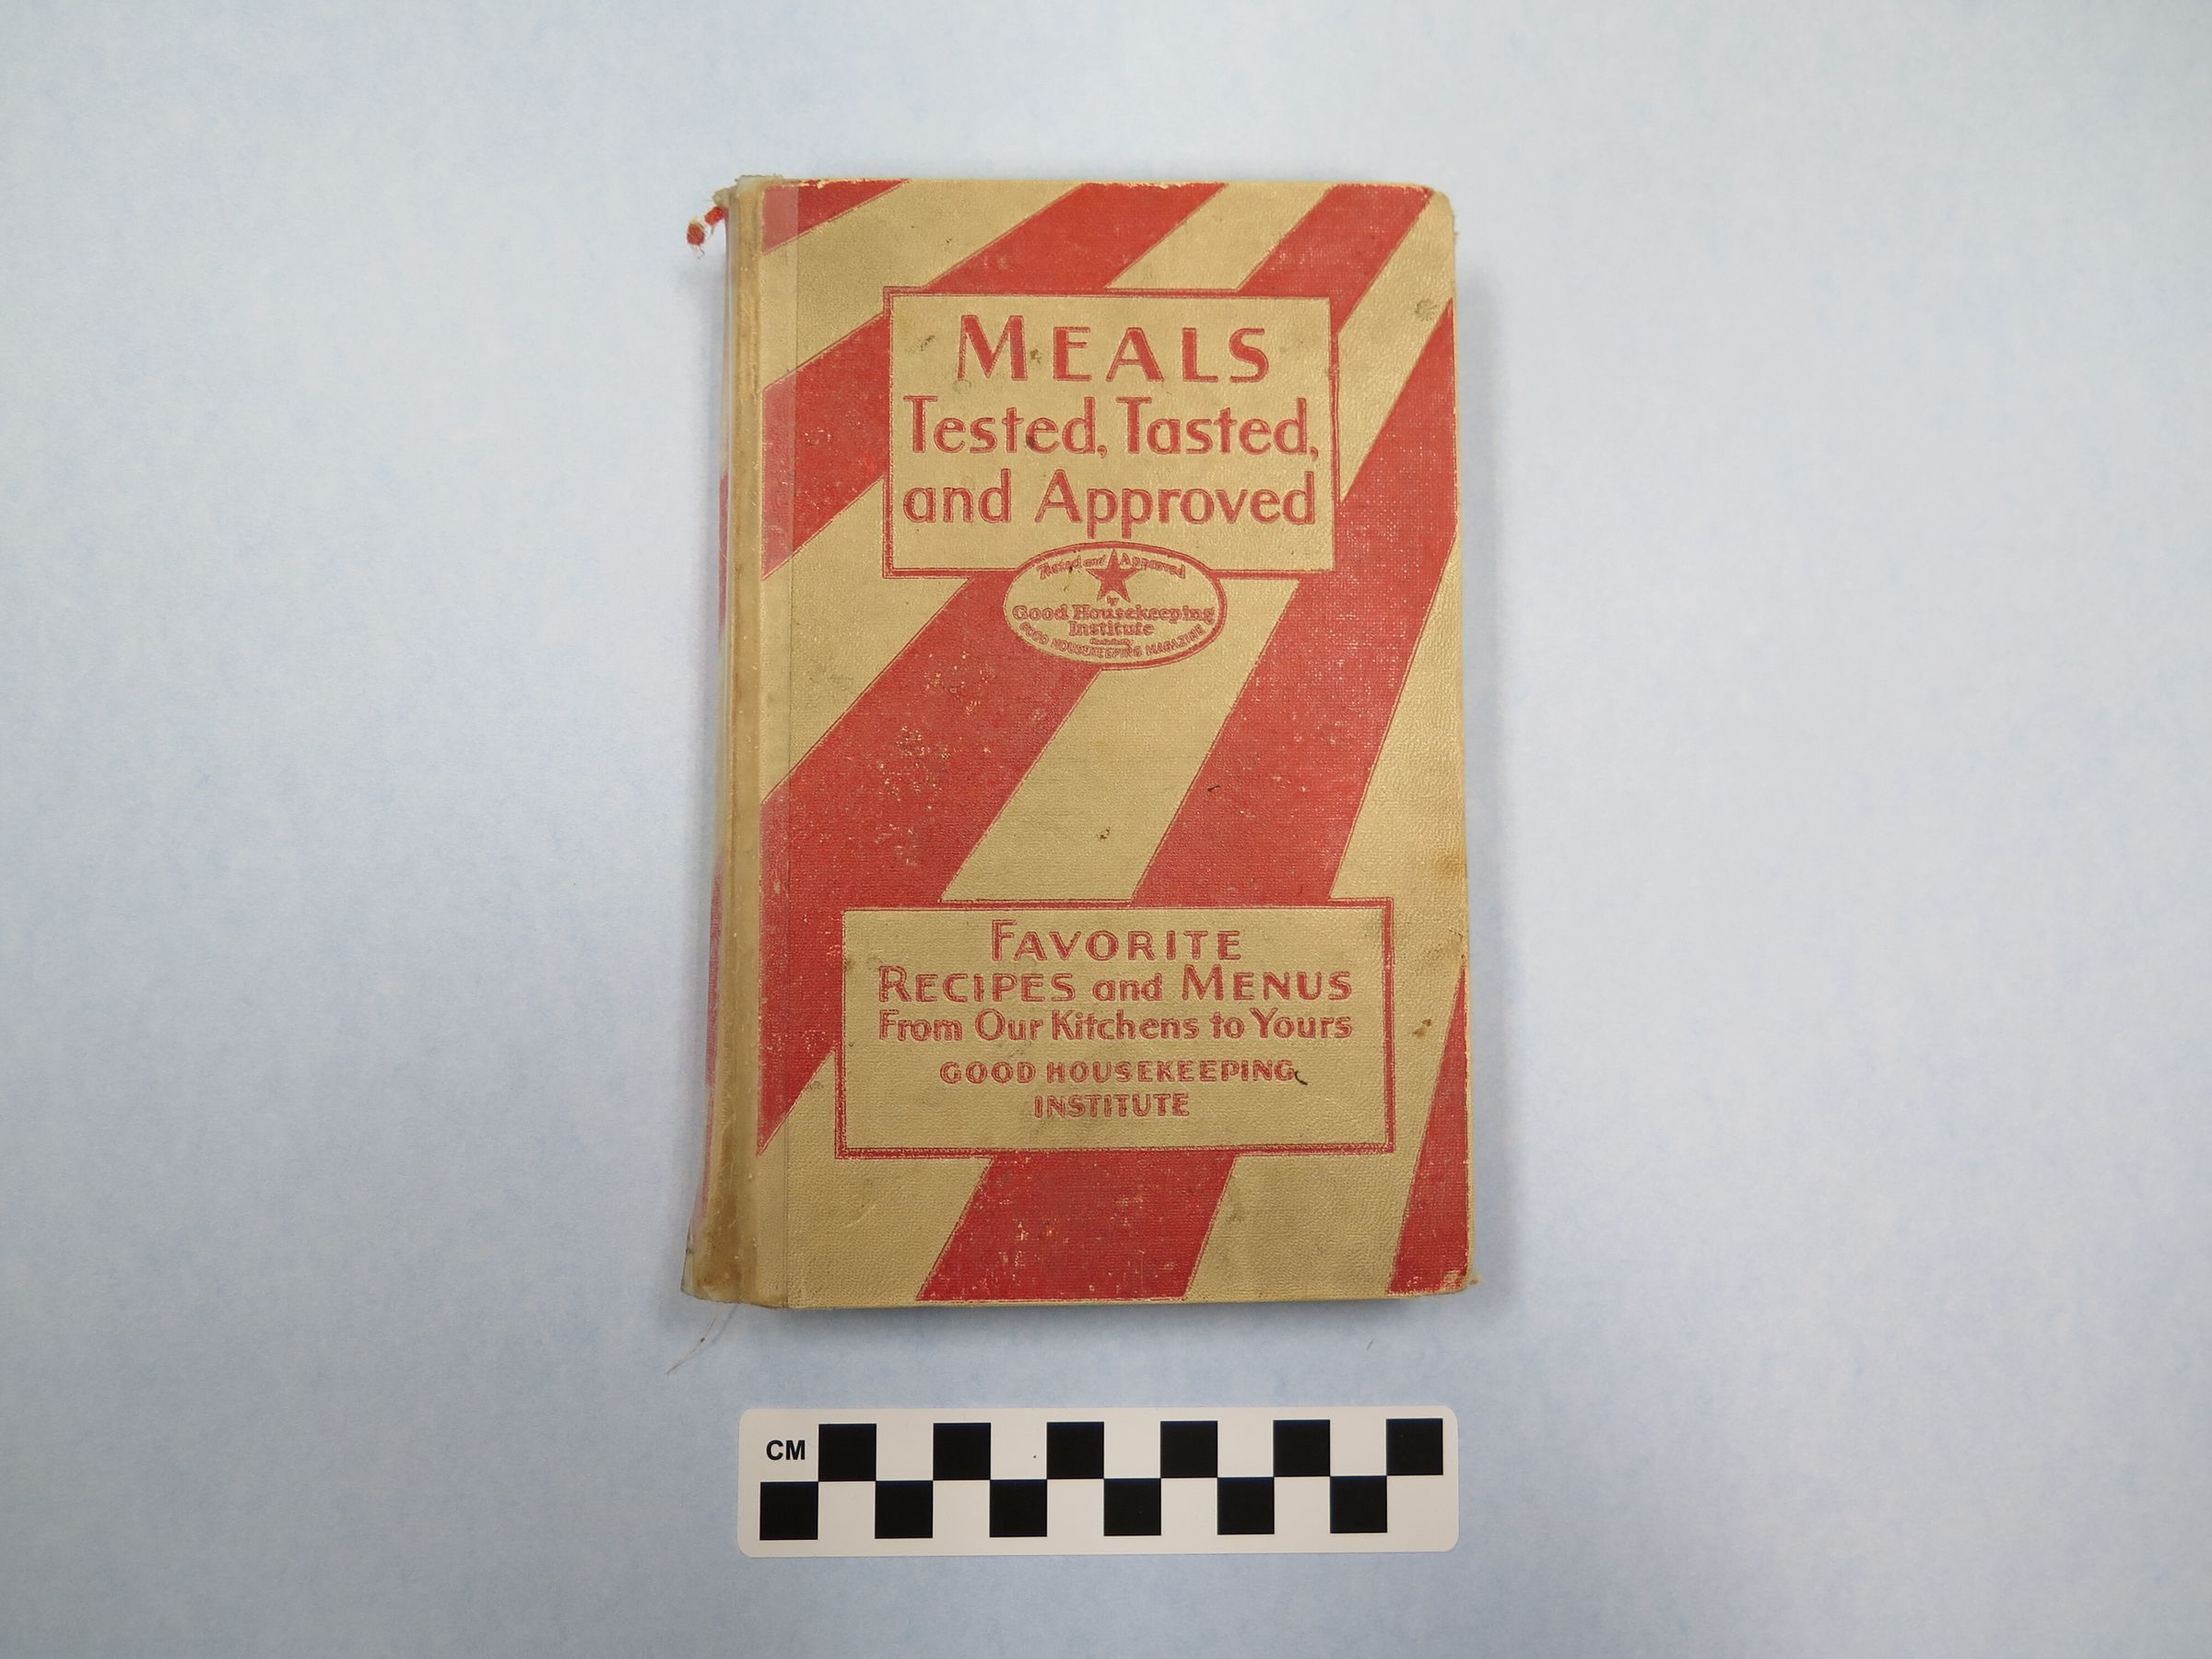 MEALS
Tested, Tasted,
and Approved
Tested and Approved
by
Good Housekeeping
Institute
GOOD HOUSEKEEPING MAGAZINE
FAVORITE
RECIPES and MENUS
From Our Kitchens to Yours
GOOD HOUSEKEEPING
INSTITUTE
CM